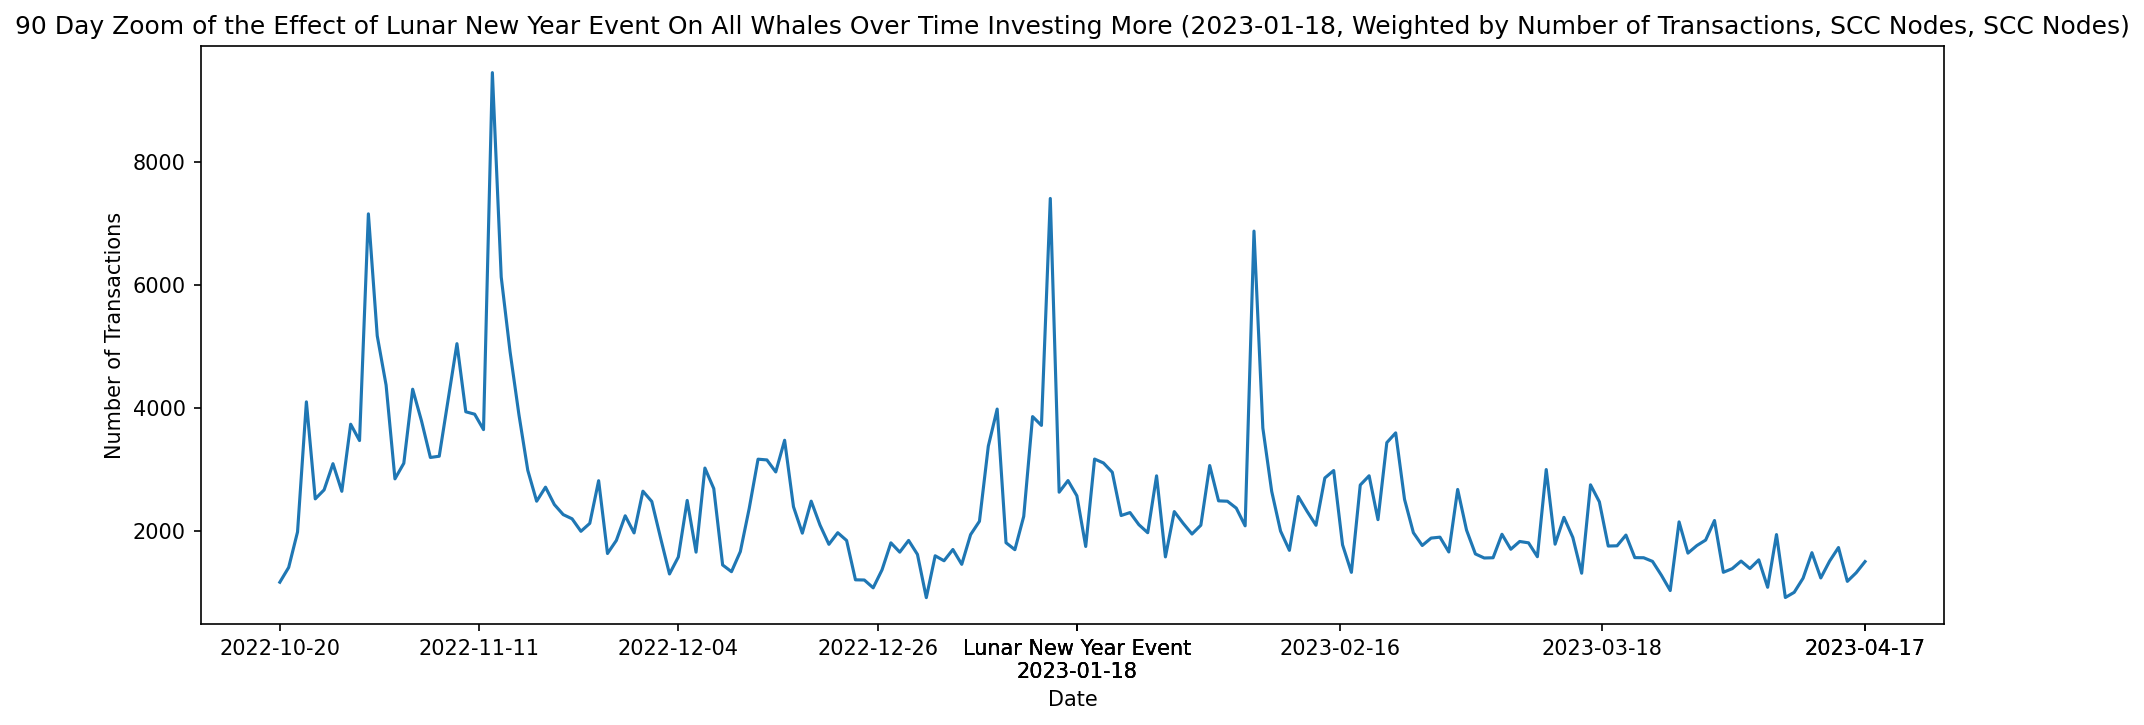 90 Day Zoom of the Effect of Lunar New Year Event On All Whales Over Time Investing More (2023-01-18, Weighted by Number of Transactions, SCC Nodes, SCC Nodes)
Number of Transactions
8000
6000
4000
2000
2022-10-20 2022-11-11 2022-12-04 2022-12-26 Lunar New Year Event 2023-02-16 2023-03-18 2023-04-17
2023-01-18
Date